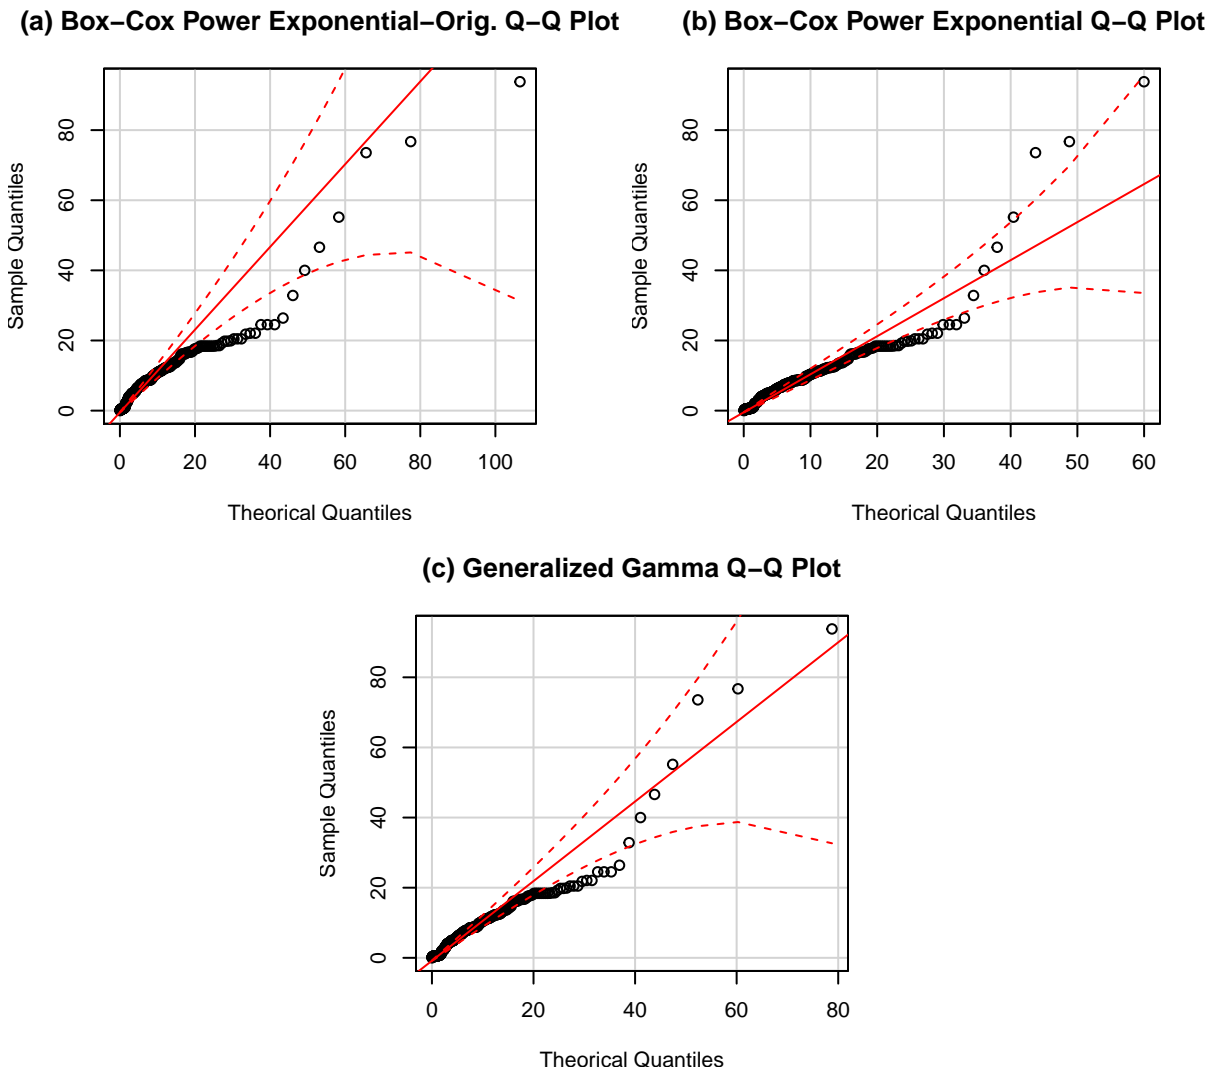 (a) Box−Cox Power Exponential−Orig. Q−Q Plot
80
60
40
20
0
Sample Quantiles
0 20 40 60 80 100
Theorical Quantiles
(b) Box−Cox Power Exponential Q−Q Plot
80
60
40
20
0
Sample Quantiles
0 10 20 30 40 50 60
Theorical Quantiles
(c) Generalized Gamma Q−Q Plot
80
60
40
20
0
Sample Quantiles
0 20 40 60 80
Theorical Quantiles